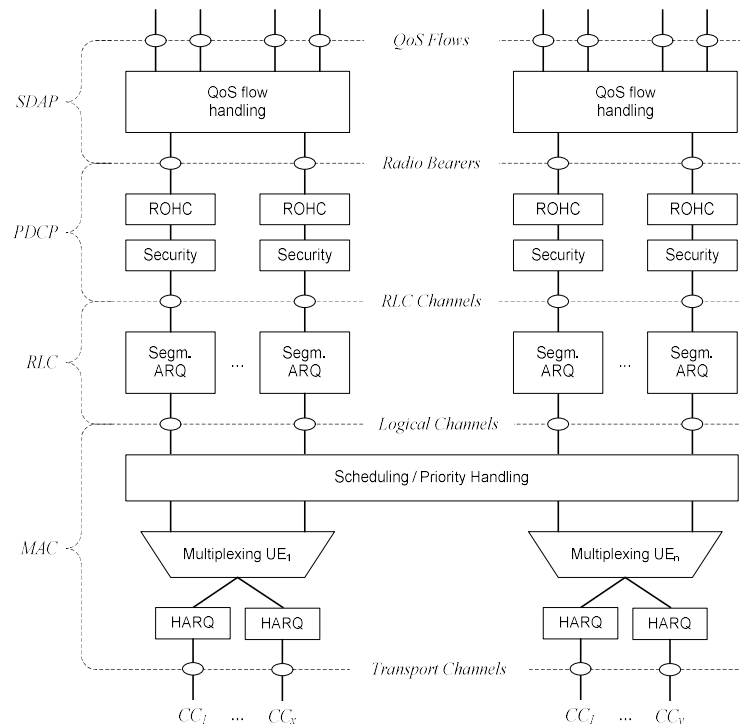 QoS Flows
SDAP
QoS flow
handling
QoS flow
handling
Radio Bearers
PDCP
ROHC ROHC ROHC ROHC
Security Security Security Security
RLC Channels
RLC
Segm.
ARQ
...
Segm.
ARQ
Segm.
ARQ
...
Segm.
ARQ
Logical Channels
Scheduling / Priority Handling
MAC
Multiplexing UE1
Multiplexing UEn
HARQ HARQ HARQ HARQ
Transport Channels
CC1 ... CCx CC1 ... CCy